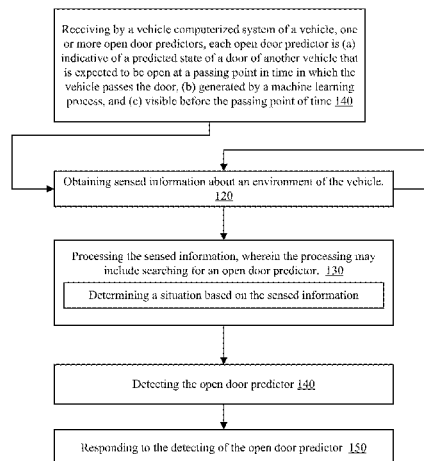 Receiving by a vehicle computerized system of a vehicle, one
or more open door predictors, each open door predictor is (a)
indicative of a predicted state of a door of another vehicle that
is expected to be open at a passing point in time in which the
vehicle passes the door, (b) generated by a machine learning
process, and (c) visible before the passing point of time 140
Obtaining sensed information about an environment of the vehicle.
120
Processing the sensed information, wherein the processing may
include searching for an open door predictor. 130
Determining a situation based on the sensed information
Detecting the open door predictor 140
Responding to the detecting of the open door predictor 150